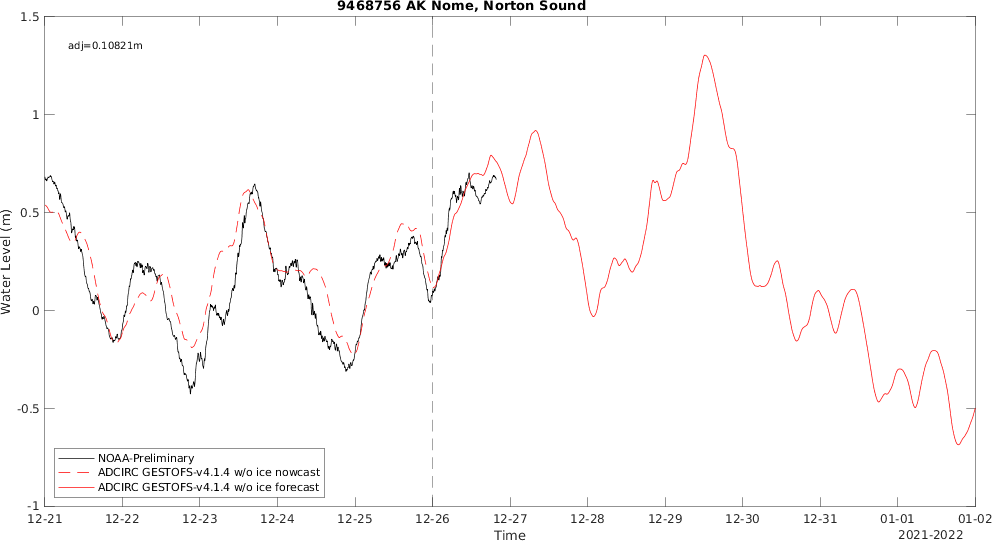 9468756 AK Nome, Norton Sound
adj=0.10821m
1.5
1
0.5
0
-0.5
-1
Water Level (m)
NOAA-Preliminary
ADCIRC GESTOFS-v4.1.4 w/o ice nowcast
ADCIRC GESTOFS-v4.1.4 w/o ice forecast
12-21 12-22 12-23 12-24 12-25 12-26 12-27 12-28 12-29 12-30 12-31 01-01 01-02
Time
2021-2022